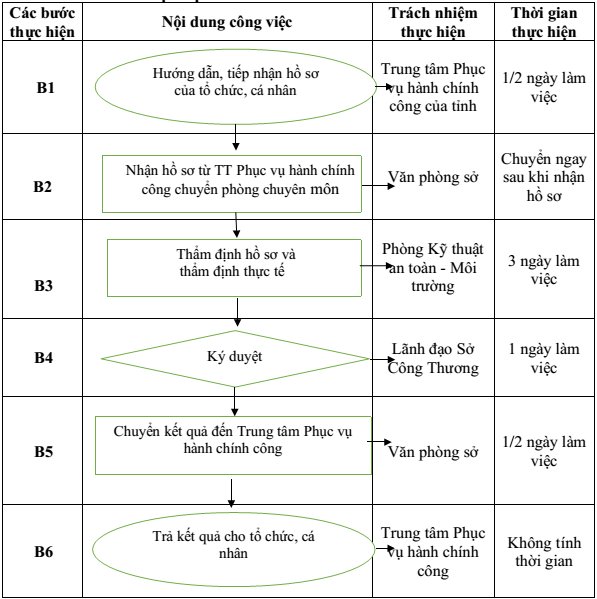 Các bước
thực hiện
Nội dung công việc
Trách nhiệm
thực hiện
Thời gian
thực hiện
B1
Hướng dẫn, tiếp nhận hồ sơ
của tổ chức, cá nhân
Trung tâm Phục
vụ hành chính
công của tỉnh
1/2 ngày làm
việc
B2
Nhận hồ sơ từ TT Phục vụ hành chính
công chuyển phòng chuyên môn
Văn phòng sở
Chuyển ngay
sau khi nhận
hồ sơ
B3
Thẩm định hồ sơ và
thẩm định thực tế
Phòng Kỹ thuật
an toàn - Môi
trường
3 ngày làm
việc
B4
Ký duyệt
Lãnh đạo Sở
Công Thương
1 ngày làm
việc
B5
Chuyển kết quả đến Trung tâm Phục vụ
hành chính công
Văn phòng sở
1/2 ngày làm
việc
B6
Trả kết quả cho tổ chức, cá
nhân
Trung tâm Phục
vụ hành chính
công
Không tính
thời gian